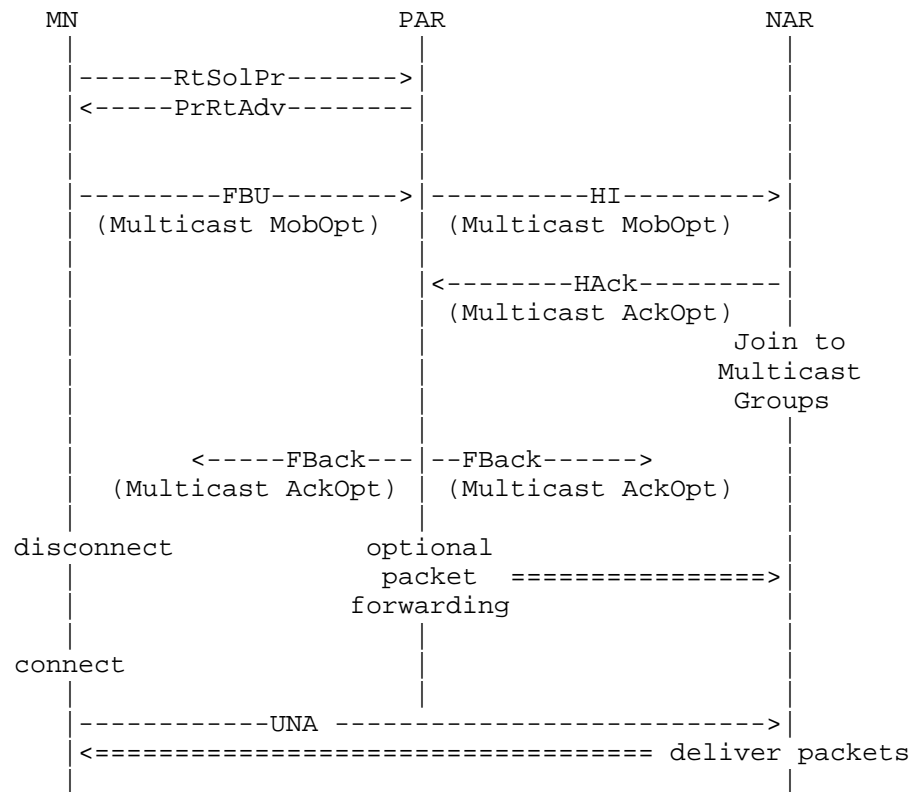 MN PAR NAR
------RtSolPr------->
<-----PrRtAdv--------
---------FBU--------> ----------HI--------->
(Multicast MobOpt) (Multicast MobOpt)
<--------HAck---------
(Multicast AckOpt)
Join to
Multicast
Groups
<-----FBack--- --FBack------>
(Multicast AckOpt) (Multicast AckOpt)
disconnect optional
packet ================>
forwarding
connect
------------UNA --------------------------->
<=================================== deliver packets